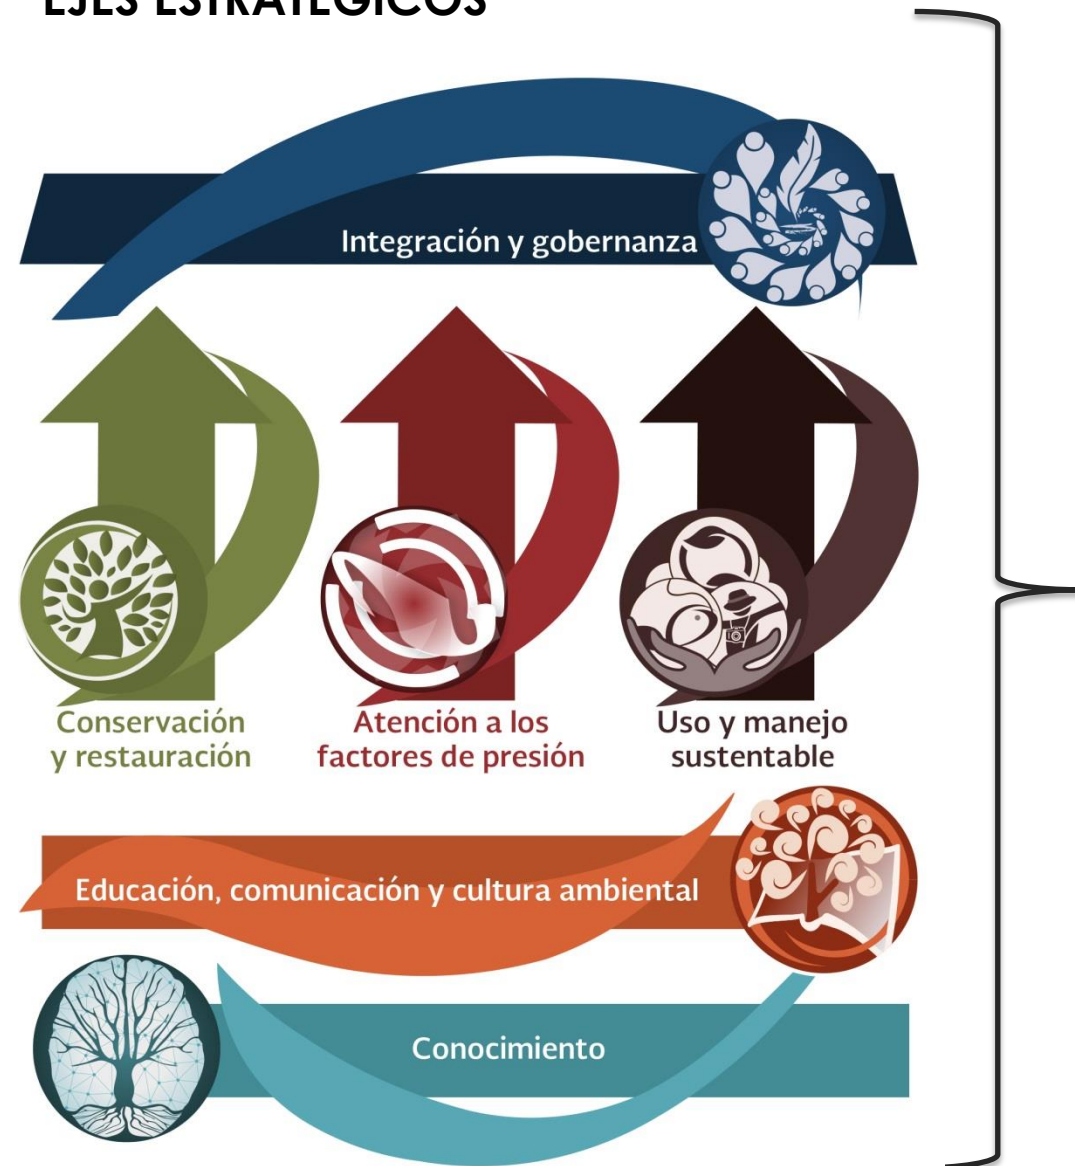 EJES ESTRATÉGICOS
Integración y gobernanza
Conservación
y restauración
Atención a los
factores de presión
Uso y manejo
sustentable
Educación, comunicación y cultura ambiental
Conocimiento